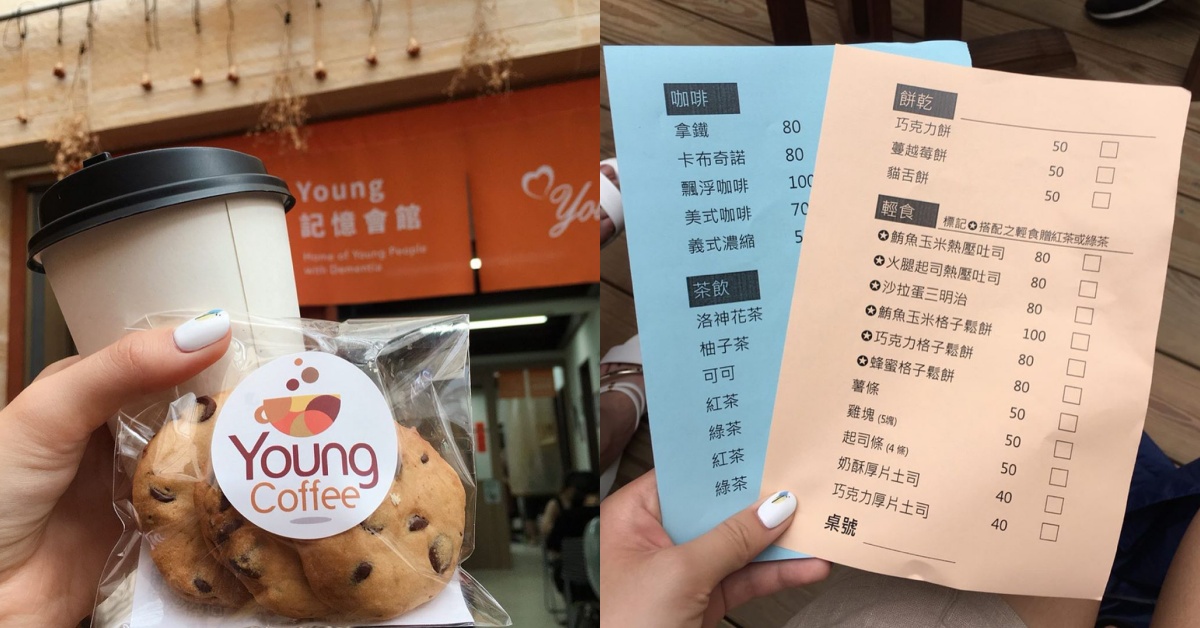 Young
記憶會館
Home of Young People
with Dementia
Young
Coffee
咖啡
拿鐵 80
卡布奇諾 80
飄浮咖啡 100
美式咖啡 70
義式濃縮
茶飲
洛神花茶
柚子茶
可可
紅茶
綠茶
紅茶
綠茶
餅乾
巧克力餅 50 □
蔓越莓餅 50 □
貓舌餅 50 □
輕食 標記✪搭配之輕食贈紅茶或綠茶
✪鮪魚玉米熱壓吐司 80 □
✪火腿起司熱壓吐司 80 □
✪沙拉蛋三明治 80 □
✪鮪魚玉米格子鬆餅 100 □
✪巧克力格子鬆餅 80 □
✪蜂蜜格子鬆餅 80 □
薯條 50 □
雞塊 (5塊) 50 □
起司條 (4 條) 50 □
奶酥厚片土司 40 □
巧克力厚片土司 40 □
桌號